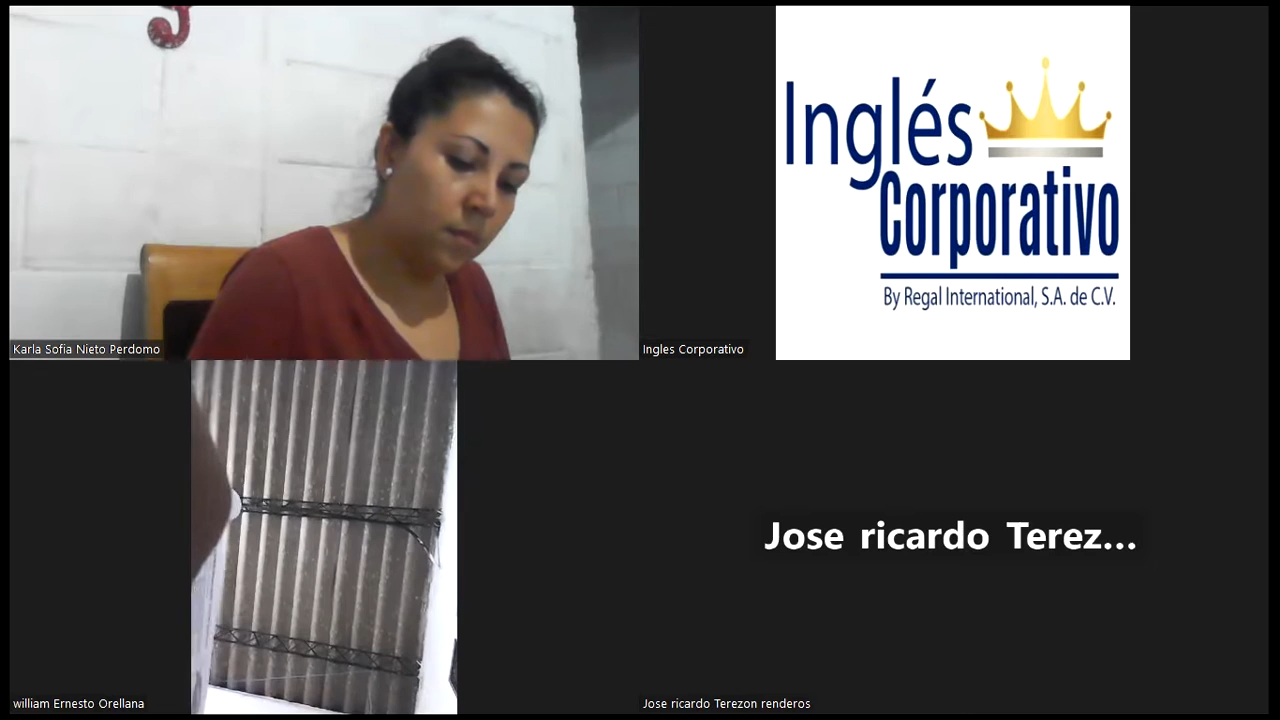 Inglés
Corporativo
By Regal International, S.A. de C.V.
Karla Sofia Nieto Perdomo
Ingles Corporativo
Jose ricardo Terez...
william Ernesto Orellana
Jose ricardo Terezon renderos